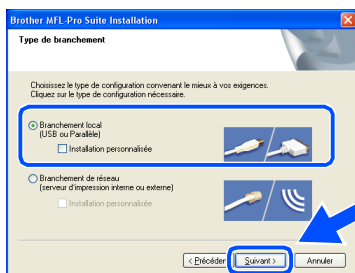 Brother MFL-Pro Suite Installation
Type de branchement
Choisissez le type de configuration convenant le mieux à vos exigences.
Cliquez sur le type de configuration nécessaire.
Branchement local
(USB ou Parallèle)
Installation personnalisée
Branchement de réseau
(serveur d'impression interne ou externe)
Installation personnalisée
< Précéder
Suivant >
Annuler